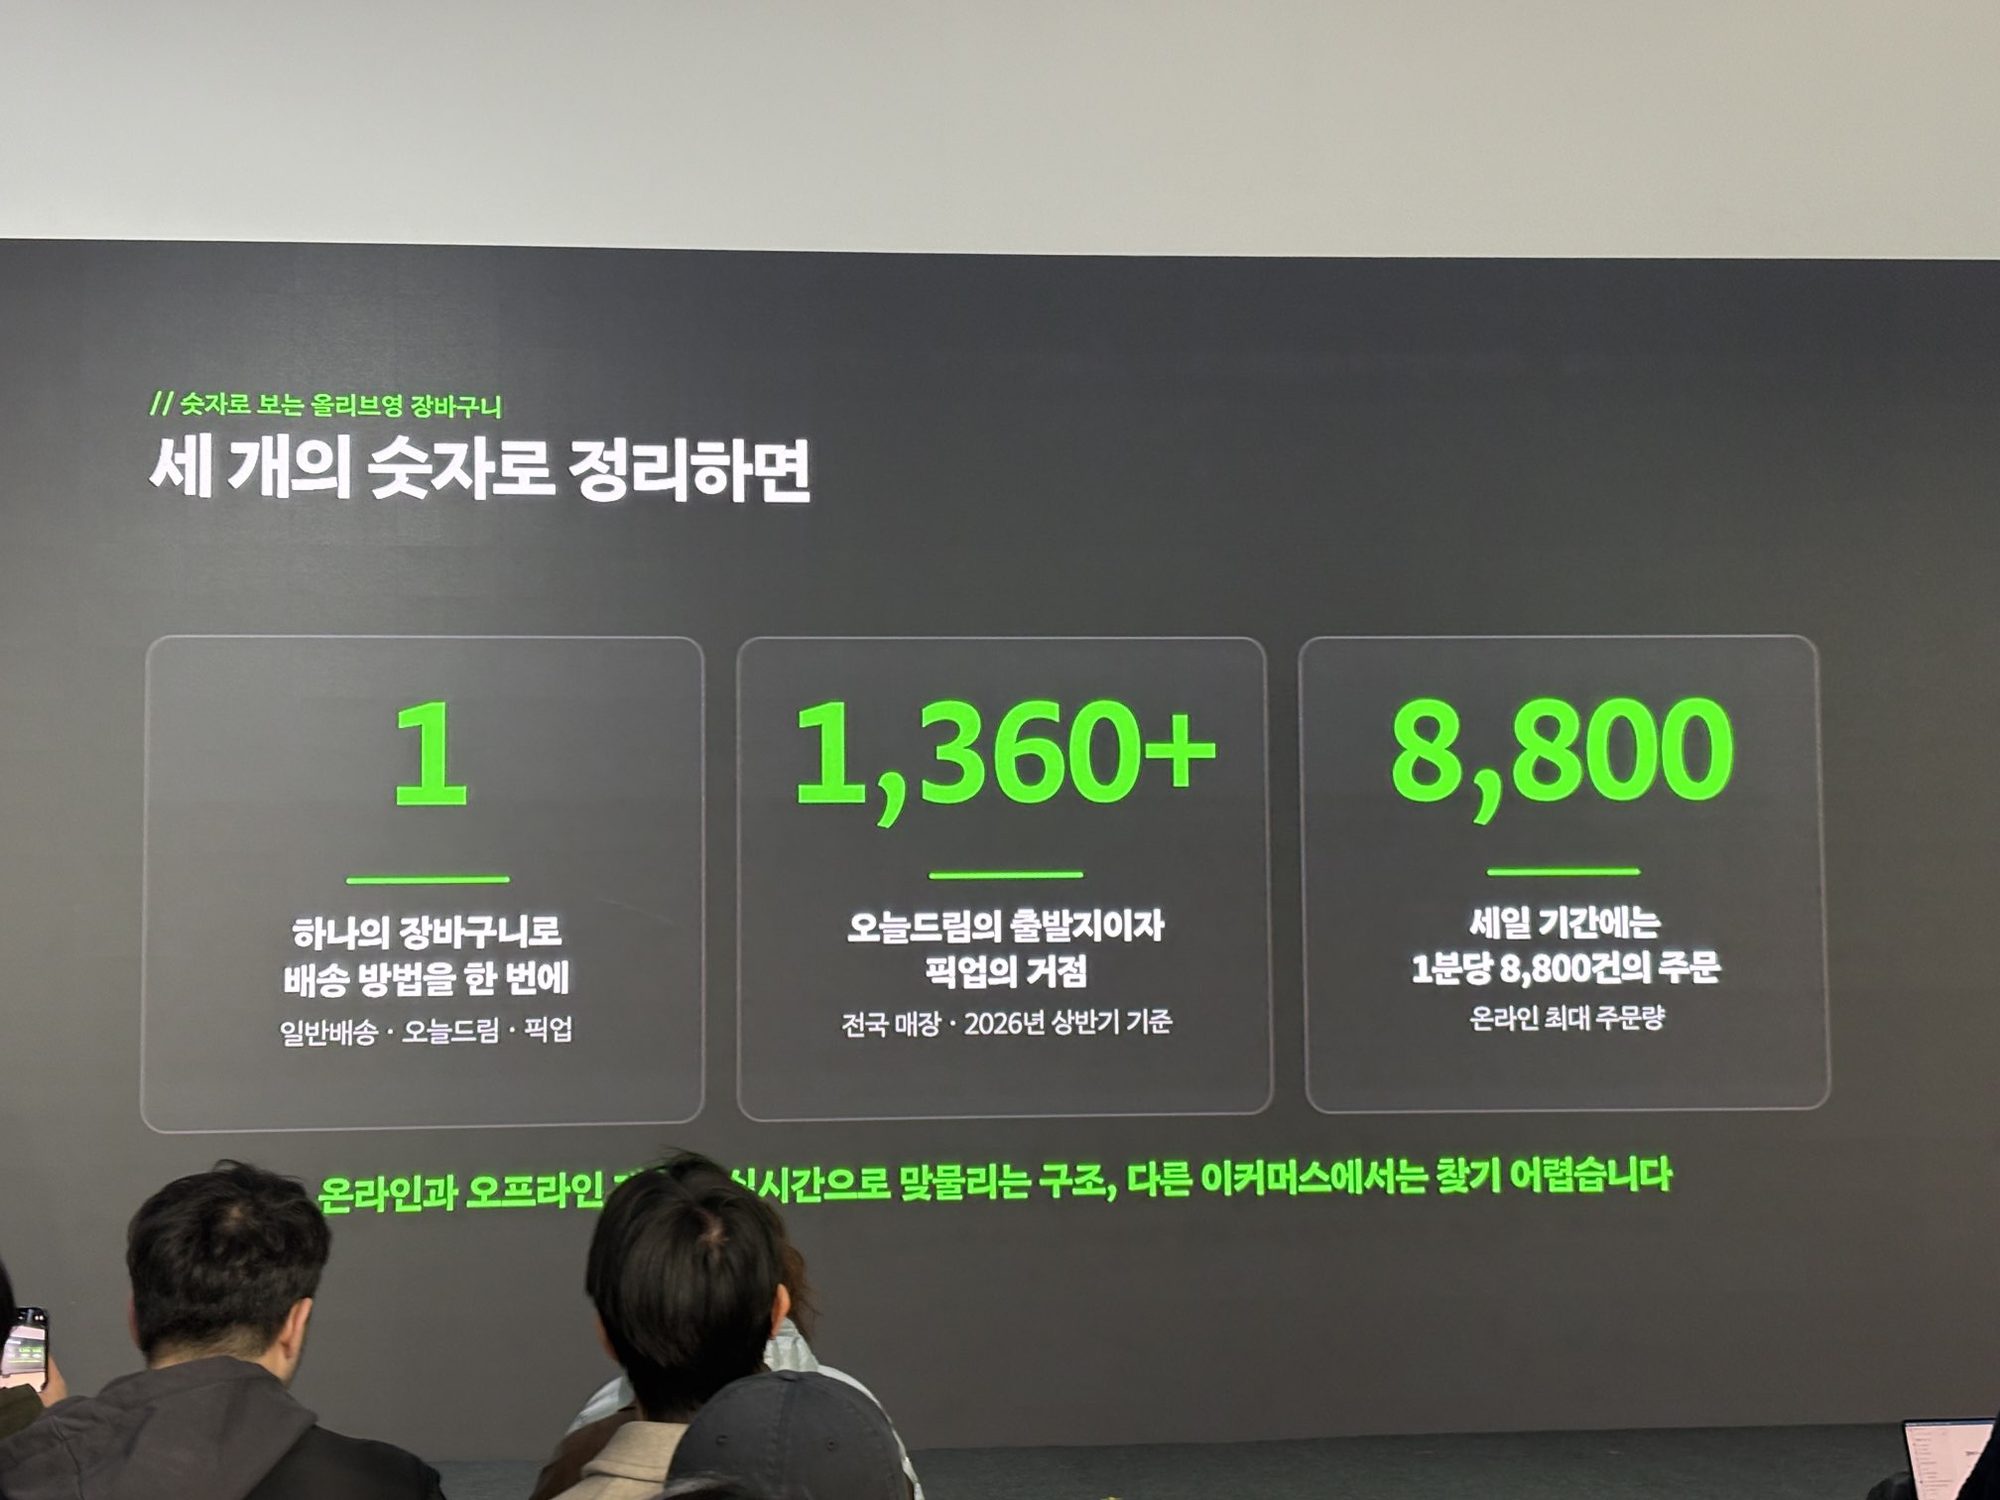 // 숫자로 보는 올리브영 장바구니
세 개의 숫자로 정리하면
1
하나의 장바구니로
배송 방법을 한 번에
일반배송 · 오늘드림 · 픽업
1,360+
오늘드림의 출발지이자
픽업의 거점
전국 매장 · 2026년 상반기 기준
8,800
세일 기간에는
1분당 8,800건의 주문
온라인 최대 주문량
온라인과 오프라인 실시간으로 맞물리는 구조, 다른 이커머스에서는 찾기 어렵습니다